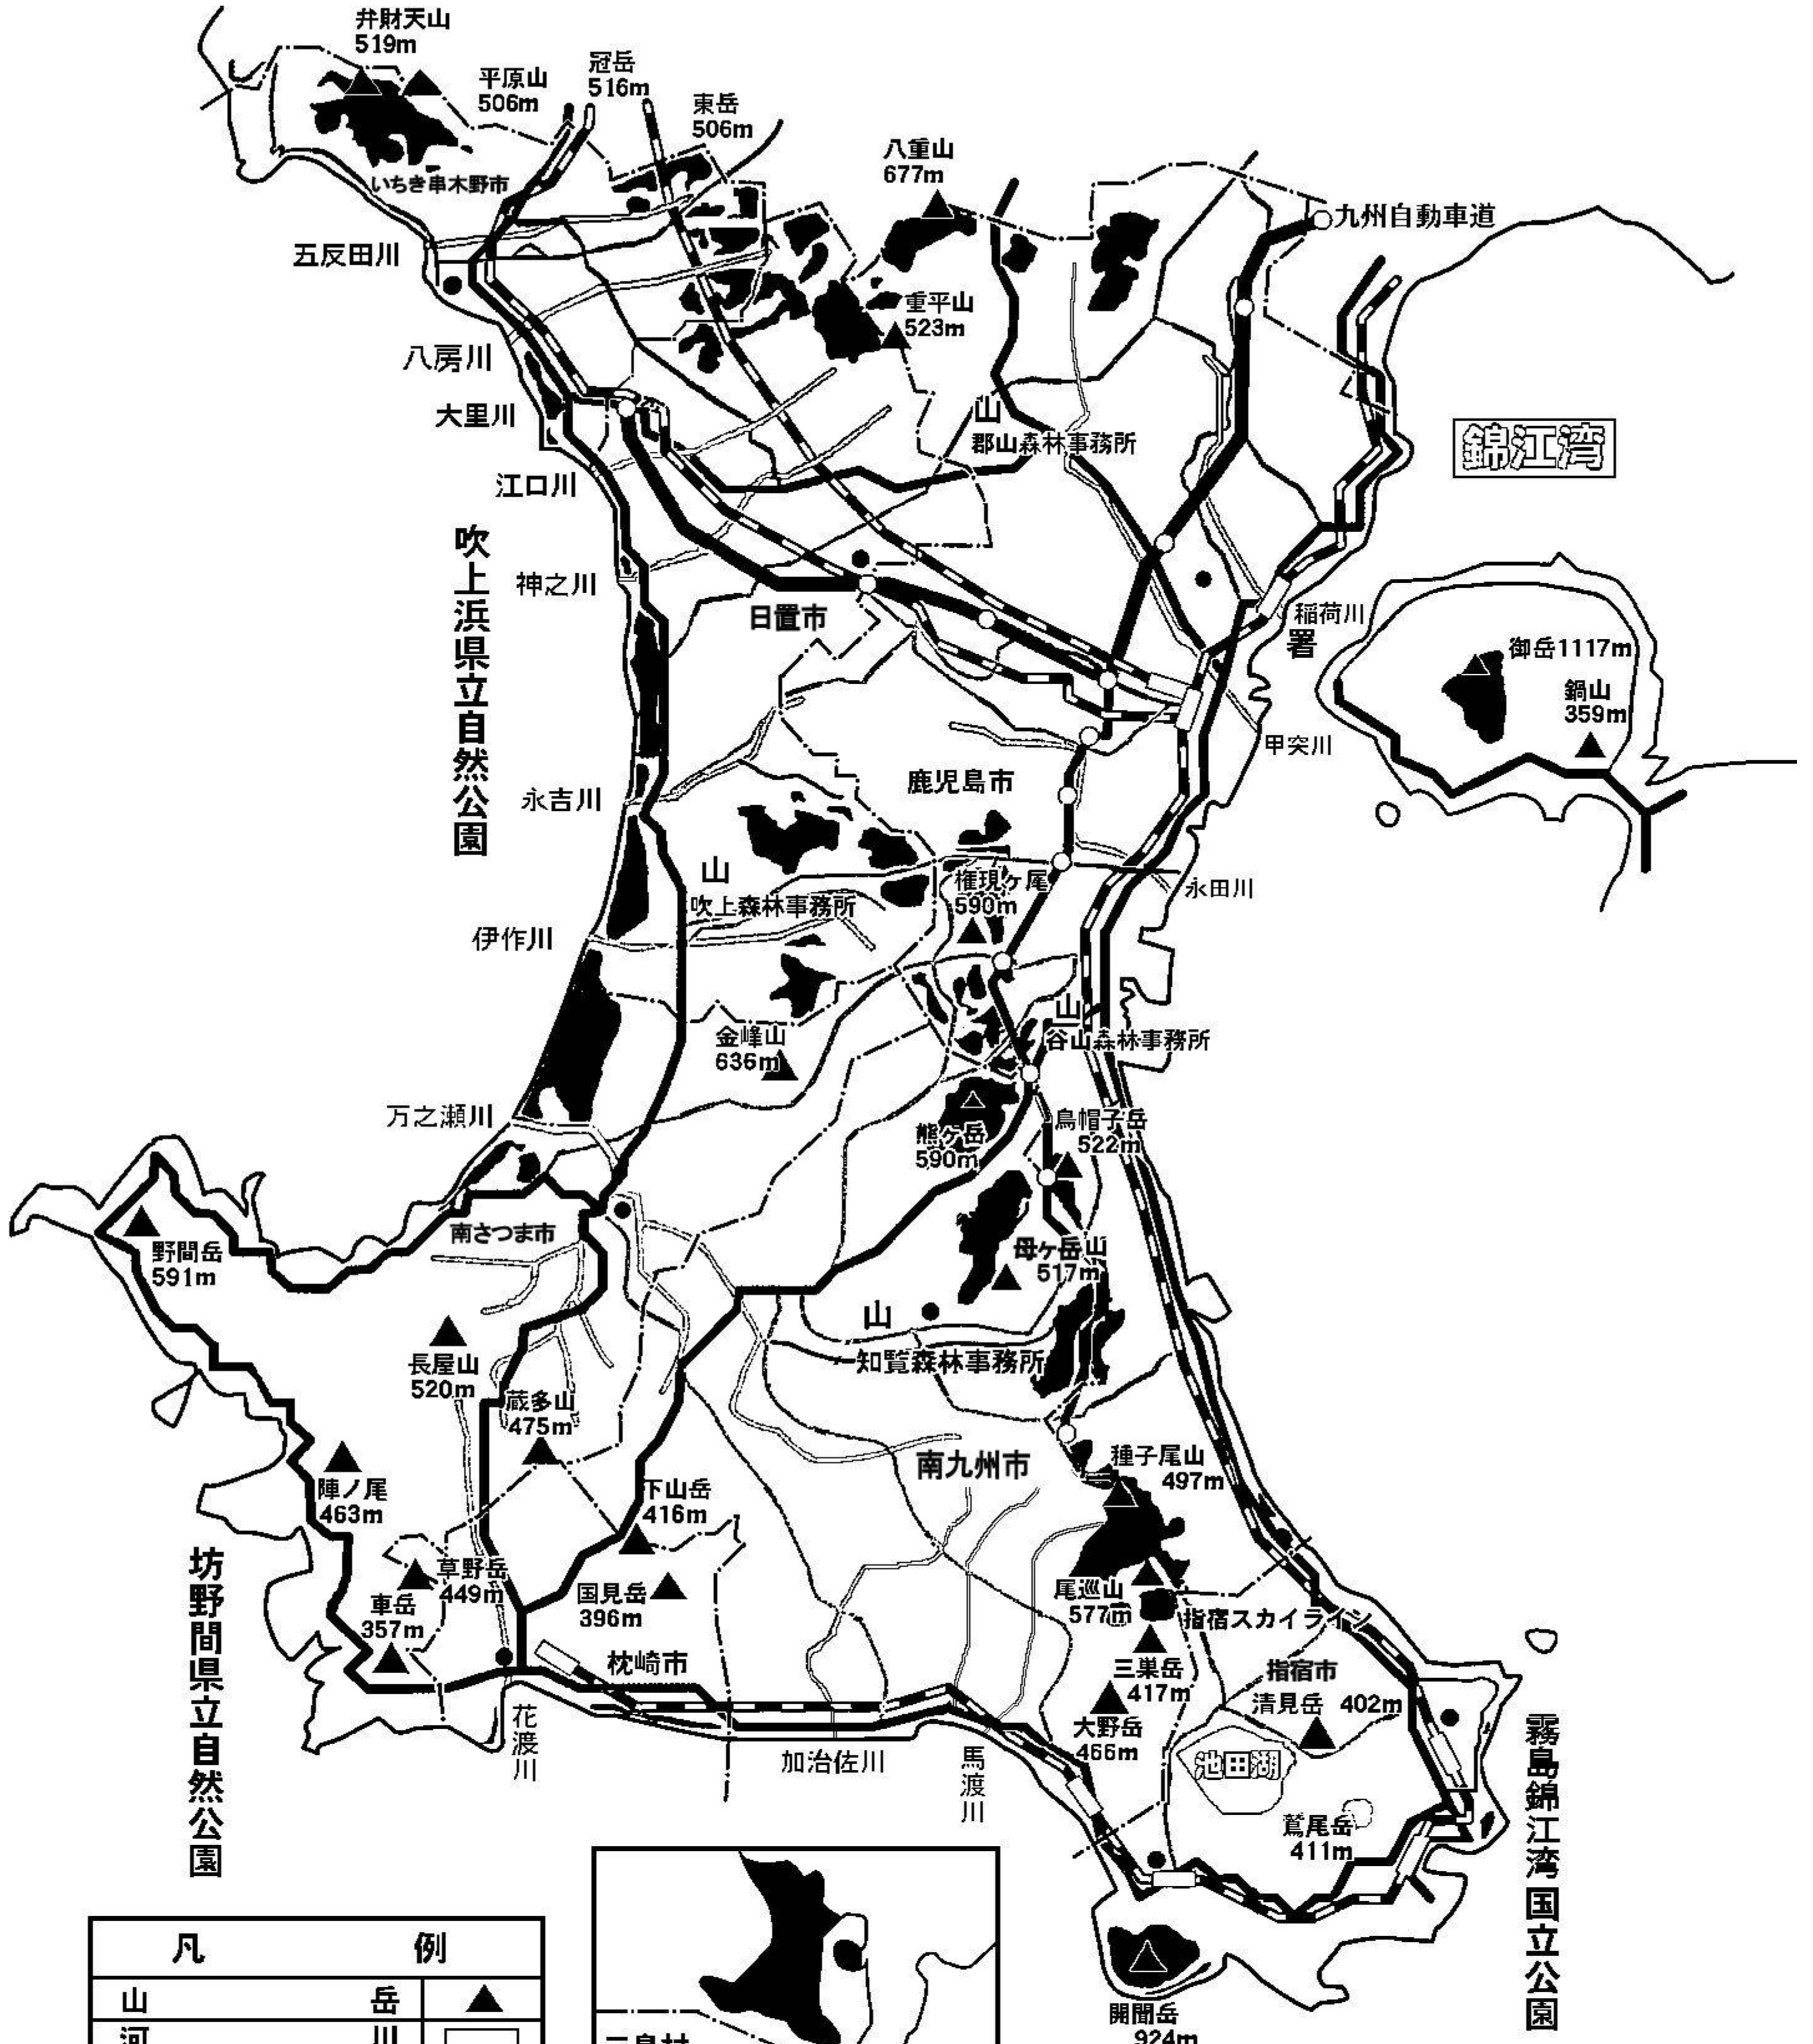 弁財天山
519m
平原山
506m
冠岳
516m
東岳
506m
八重山
677m
いちき串木野市
九州自動車道
五反田川
重平山
523m
八房川
大里川
山
郡山森林事務所
錦江湾
江口川
吹上浜県立自然公園
神之川
日置市
稲荷川
署
御岳1117m
鍋山
359m
甲突川
鹿児島市
永吉川
山
吹上森林事務所
権現ヶ尾
590m
永田川
伊作川
山
谷山森林事務所
金峰山
636m
万之瀬川
熊ヶ岳
590m
烏帽子岳
522m
野間岳
591m
南さつま市
母ヶ岳山
517m
山
知覧森林事務所
長屋山
520m
蔵多山
475m
南九州市
種子尾山
497m
陣ノ尾
463m
下山岳
416m
坊野間県立自然公園
草野岳
449m
車岳
357m
国見岳
396m
尾巡山
577m
指宿スカイライン
枕崎市
三巣岳
417m
指宿市
清見岳 402m
大野岳
466m
花渡川
加治佐川
馬渡川
池田湖
鷲尾岳
411m
霧島錦江湾国立公園
開聞岳
924m
凡例
山岳
河川
三島村